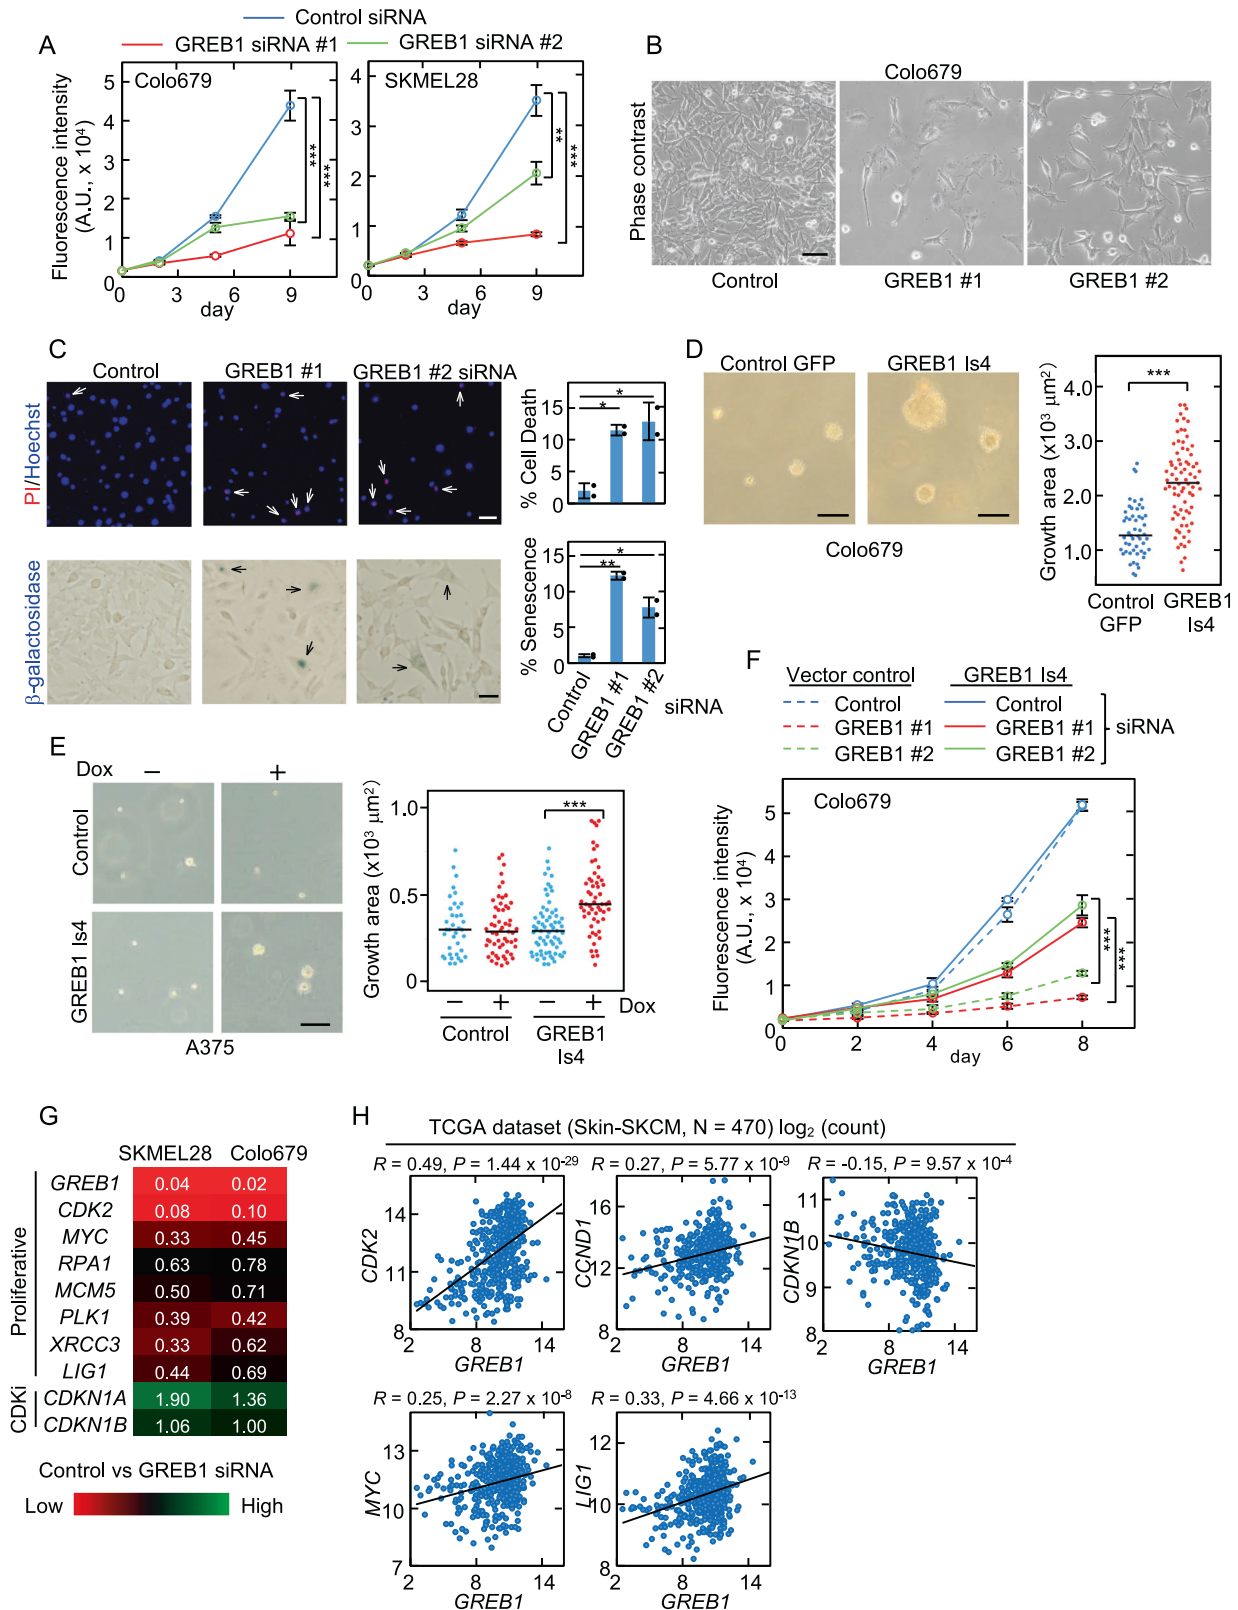 Control siRNA
A
GREB1 siRNA #1
GREB1 siRNA #2
Colo679
SKMEL28
Fluorescence intensity
(A.U., x 10⁴)
5
4
3
2
1
0
4
3
2
1
0
***
***
**
***
0 3 6 9
day
0 3 6 9
day
B
Colo679
Phase contrast
Control
GREB1 #1
GREB1 #2
C
Control
GREB1 #1
GREB1 #2 siRNA
PI/Hoechst
% Cell Death
15
10
5
0
*
*
β-galactosidase
% Senescence
15
10
5
0
*
**
Control
GREB1 #1
GREB1 #2
siRNA
D
Control GFP
GREB1 Is4
Colo679
Growth area (x10³ μm²)
4.0
3.0
2.0
1.0
***
Control
GFP
GREB1
Is4
E
Dox
− +
Control
GREB1 Is4
A375
Growth area (x10³ μm²)
1.0
0.5
0
***
− + − + Dox
Control
GREB1
Is4
F
Vector control
GREB1 Is4
Control
Control
GREB1 #1
GREB1 #1
GREB1 #2
GREB1 #2
siRNA
Colo679
Fluorescence intensity
(A.U., x 10⁴)
5
4
3
2
1
0
***
***
0 2 4 6 8
day
G
SKMEL28 Colo679
Proliferative
GREB1 0.04 0.02
CDK2 0.08 0.10
MYC 0.33 0.45
RPA1 0.63 0.78
MCM5 0.50 0.71
PLK1 0.39 0.42
XRCC3 0.33 0.62
LIG1 0.44 0.69
CDKi
CDKN1A 1.90 1.36
CDKN1B 1.06 1.00
Control vs GREB1 siRNA
Low High
H
TCGA dataset (Skin-SKCM, N = 470) log₂ (count)
R = 0.49, P = 1.44 x 10⁻²⁹
CDK2
14
11
8
2 8 14
GREB1
R = 0.27, P = 5.77 x 10⁻⁹
CCND1
16
12
8
2 8 14
GREB1
R = -0.15, P = 9.57 x 10⁻⁴
CDKN1B
11
10
9
8
2 8 14
GREB1
R = 0.25, P = 2.27 x 10⁻⁸
MYC
13
10
7
2 8 14
GREB1
R = 0.33, P = 4.66 x 10⁻¹³
LIG1
12
10
8
2 8 14
GREB1